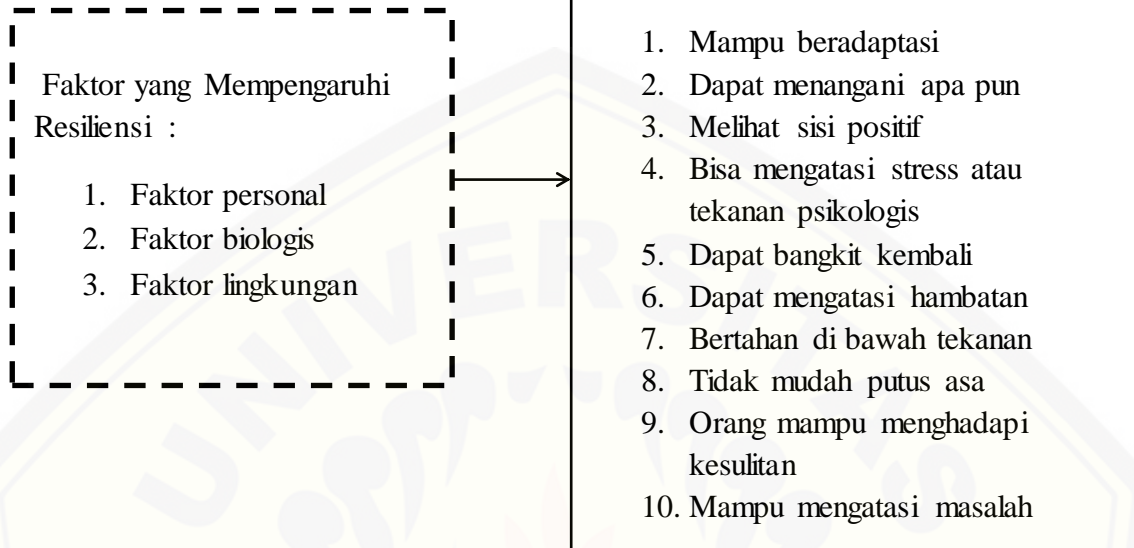 Faktor yang Mempengaruhi
Resiliensi :
1. Faktor personal
2. Faktor biologis
3. Faktor lingkungan
1. Mampu beradaptasi
2. Dapat menangani apa pun
3. Melihat sisi positif
4. Bisa mengatasi stress atau
tekanan psikologis
5. Dapat bangkit kembali
6. Dapat mengatasi hambatan
7. Bertahan di bawah tekanan
8. Tidak mudah putus asa
9. Orang mampu menghadapi
kesulitan
10. Mampu mengatasi masalah
UNIVERSITAS